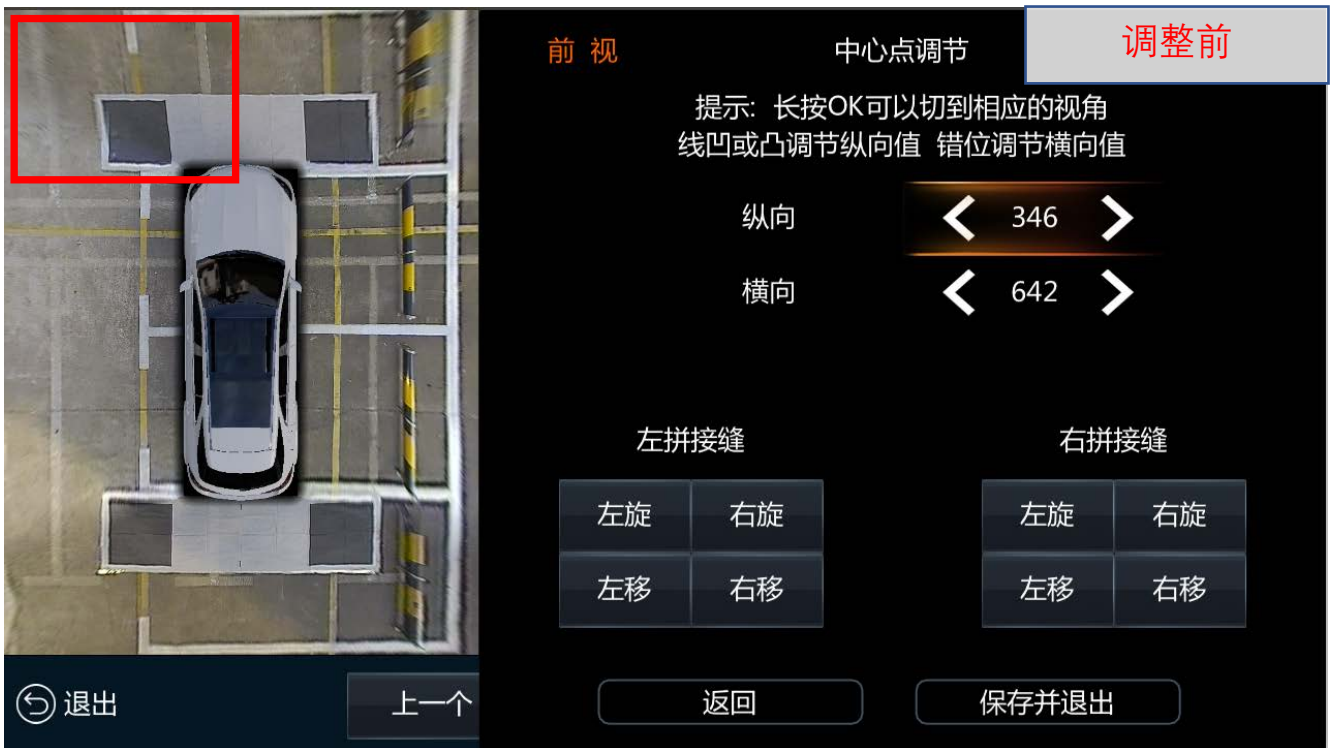 前 视
中心点调节
调整前
提示: 长按OK可以切到相应的视角
线凹或凸调节纵向值 错位调节横向值
纵向
346
横向
642
左拼接缝
右拼接缝
左旋
右旋
左旋
右旋
左移
右移
左移
右移
退出
上一个
返回
保存并退出